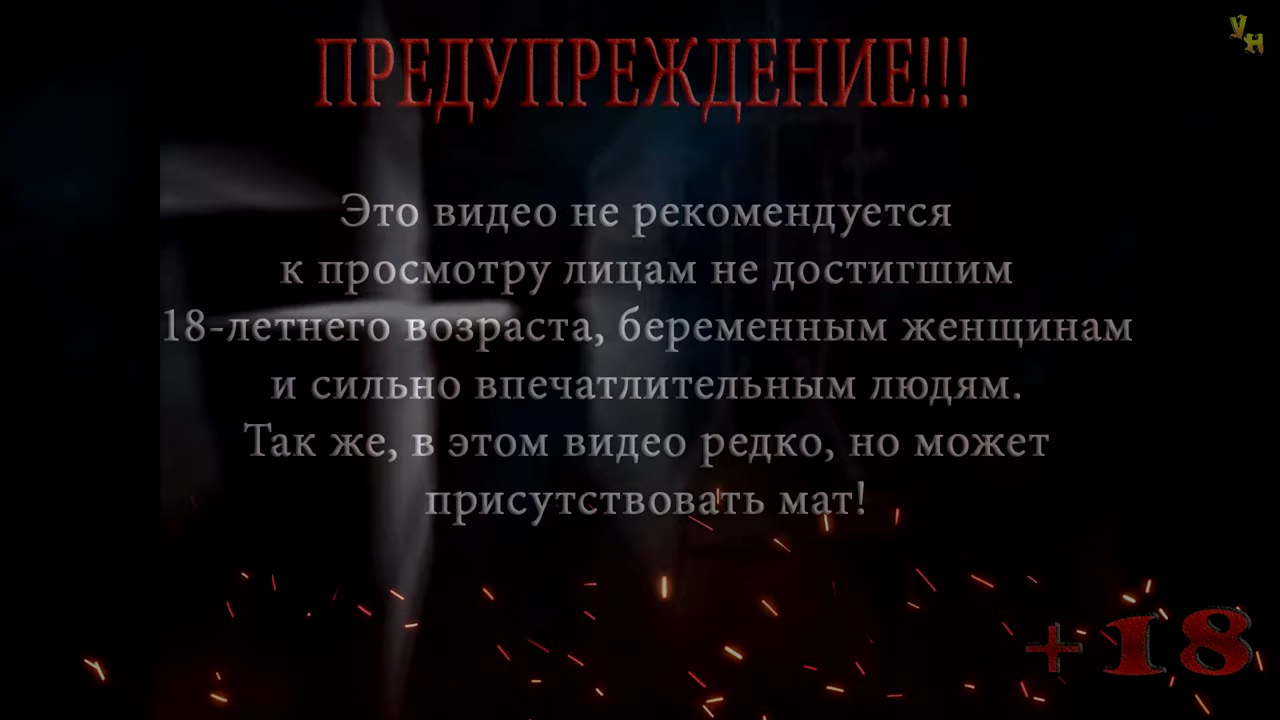 УН
ПРЕДУПРЕЖДЕНИЕ!!!
Это видео не рекомендуется
к просмотру лицам не достигшим
18-летнего возраста, беременным женщинам
и сильно впечатлительным людям.
Так же, в этом видео редко, но может
присутствовать мат!
+18